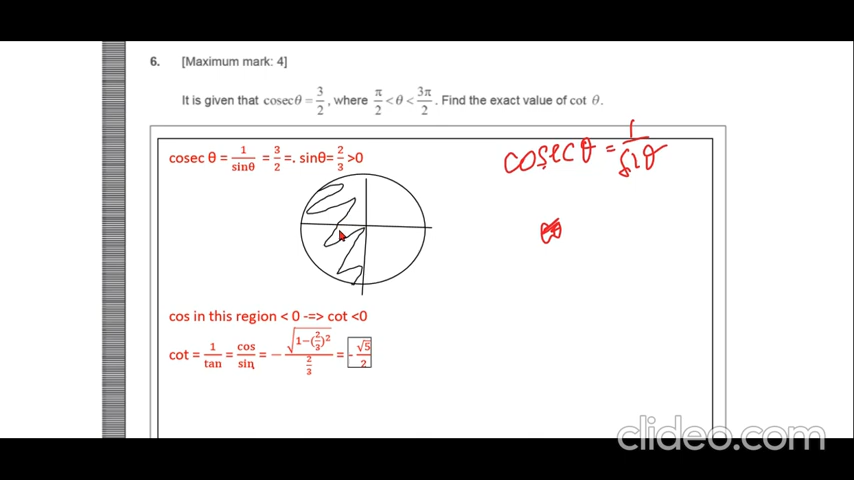 6. [Maximum mark: 4]
It is given that cosecθ = 3/2, where π/2 < θ < 3π/2. Find the exact value of cot θ.
cosec θ = 1/sinθ = 3/2 =. sinθ= 2/3 >0
cosec θ = 1/sinθ
cos in this region < 0 -=> cot <0
cot = 1/tan = cos/sin = − √1−(2/3)2 / 2/3 = - √5/2
clideo.com